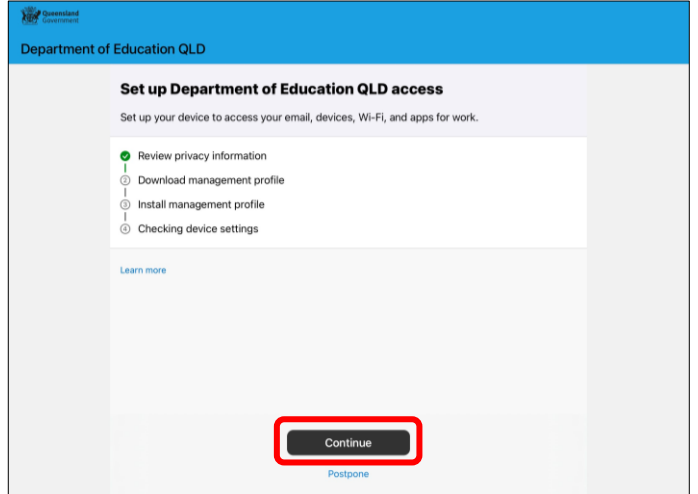 Queensland
Government
Department of Education QLD
Set up Department of Education QLD access
Set up your device to access your email, devices, Wi-Fi, and apps for work.
Review privacy information
2 Download management profile
3 Install management profile
4 Checking device settings
Learn more
Continue
Postpone